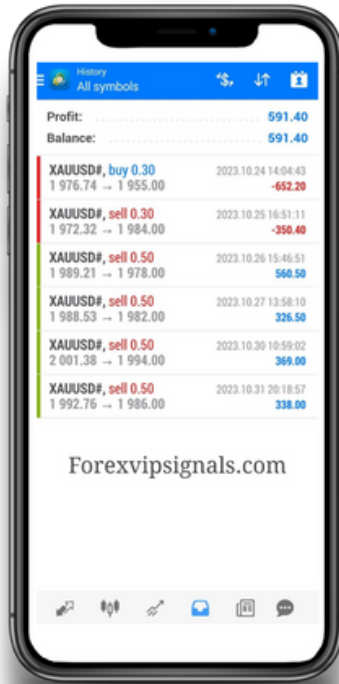 History
All symbols
Profit: 591.40
Balance: 591.40
XAUUSD#, buy 0.30 2023.10.24 14:04:43
1 976.74 → 1 955.00 -652.20
XAUUSD#, sell 0.30 2023.10.25 16:51:11
1 972.32 → 1 984.00 -350.40
XAUUSD#, sell 0.50 2023.10.26 15:46:51
1 989.21 → 1 978.00 560.50
XAUUSD#, sell 0.50 2023.10.27 13:58:10
1 988.53 → 1 982.00 326.50
XAUUSD#, sell 0.50 2023.10.30 10:59:02
2 001.38 → 1 994.00 369.00
XAUUSD#, sell 0.50 2023.10.31 20:18:57
1 992.76 → 1 986.00 338.00
Forexvipsignals.com